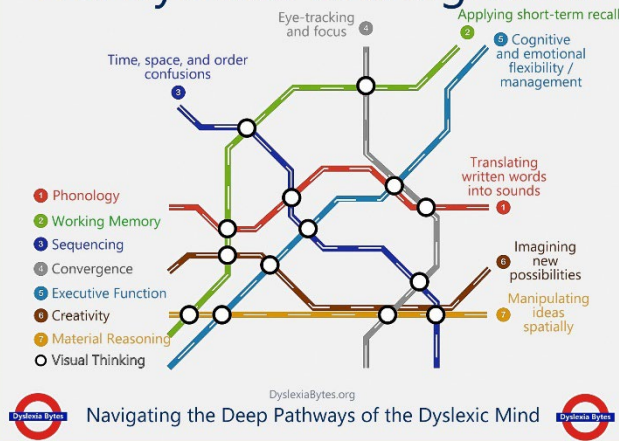 Eye-tracking
and focus
4
Applying short-term recall
2
5 Cognitive
and emotional
flexibility /
management
Time, space, and order
confusions
3
Translating
written words
into sounds
1
1 Phonology
2 Working Memory
3 Sequencing
4 Convergence
5 Executive Function
6 Creativity
7 Material Reasoning
Visual Thinking
Imagining
new
possibilities
6
Manipulating
ideas
spatially
7
DyslexiaBytes.org
Navigating the Deep Pathways of the Dyslexic Mind
Dyslexia Bytes
Dyslexia Bytes